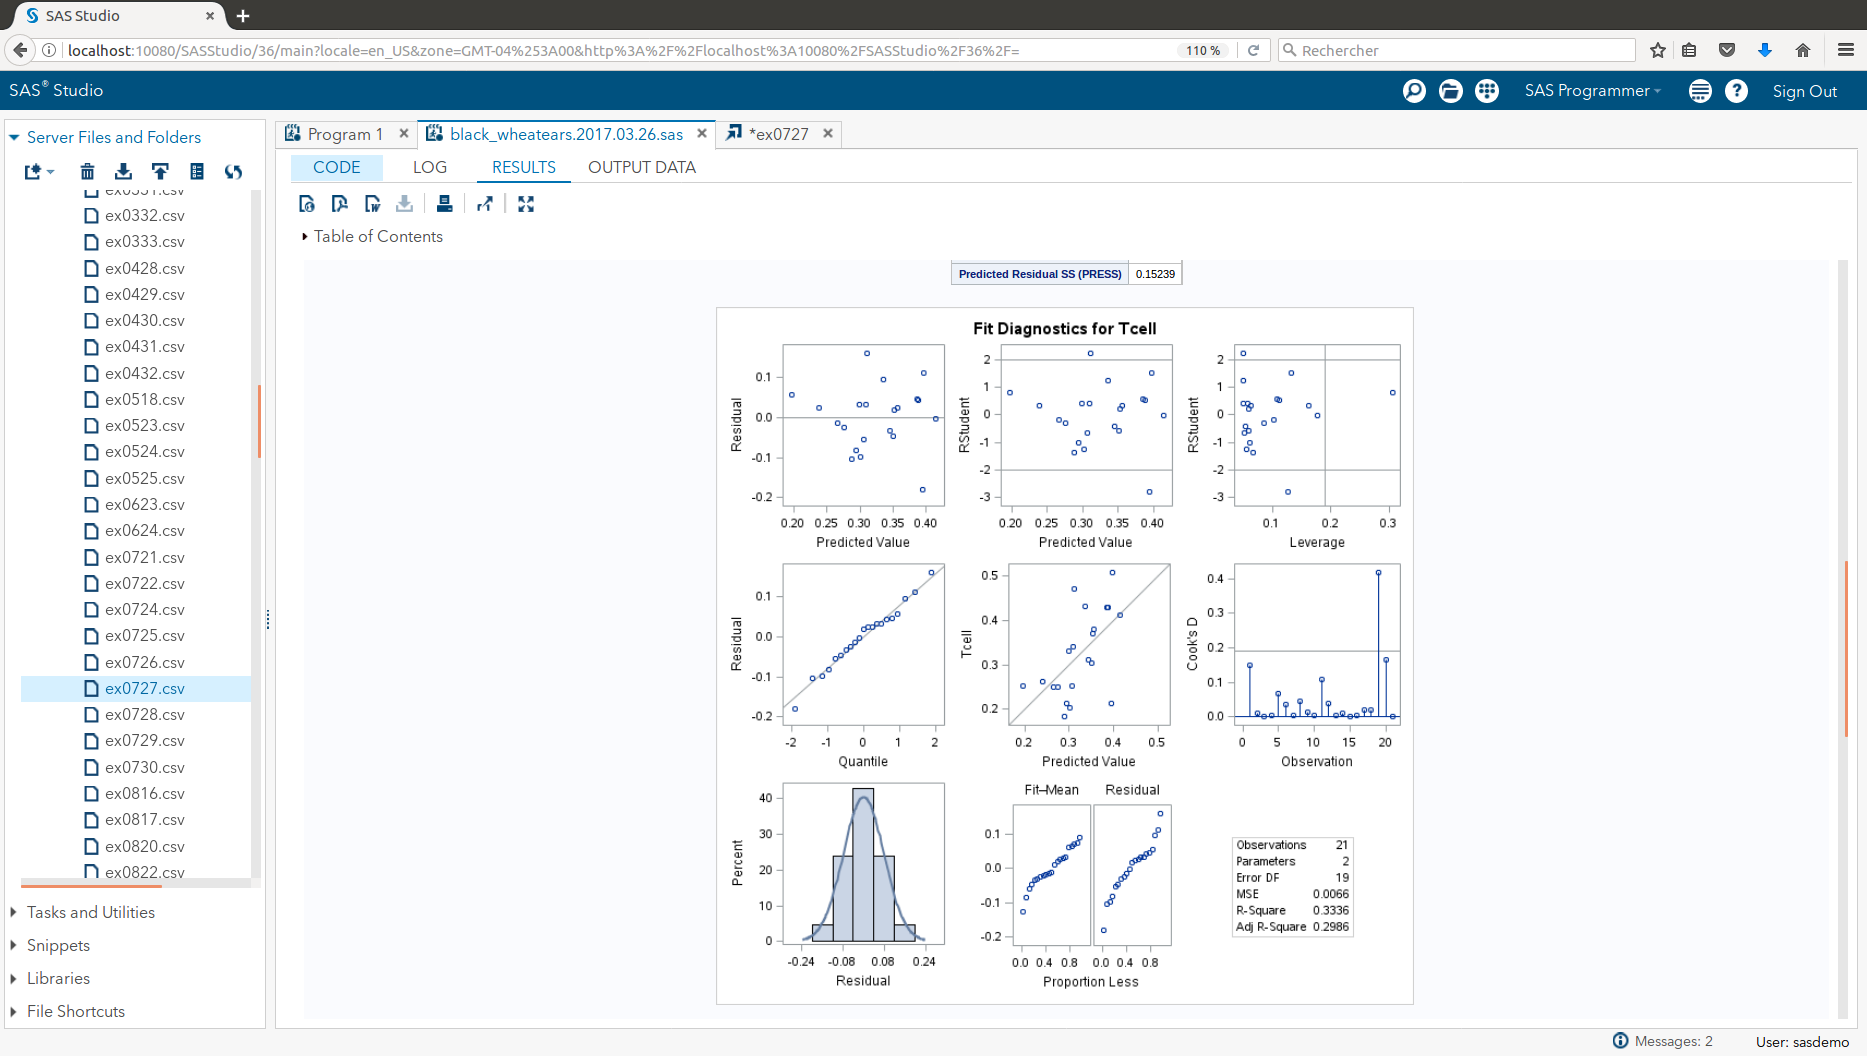 SAS Studio
localhost:10080/SASStudio/36/main?locale=en_US&zone=GMT-04%253A00&http%3A%2F%2Flocalhost%3A10080%2FSASStudio%2F36%2F=
110 %
Rechercher
SAS® Studio
SAS Programmer
Sign Out
Server Files and Folders
ex0331.csv
ex0332.csv
ex0333.csv
ex0428.csv
ex0429.csv
ex0430.csv
ex0431.csv
ex0432.csv
ex0518.csv
ex0523.csv
ex0524.csv
ex0525.csv
ex0623.csv
ex0624.csv
ex0721.csv
ex0722.csv
ex0724.csv
ex0725.csv
ex0726.csv
ex0727.csv
ex0728.csv
ex0729.csv
ex0730.csv
ex0816.csv
ex0817.csv
ex0820.csv
ex0822.csv
Tasks and Utilities
Snippets
Libraries
File Shortcuts
Program 1
black_wheatears.2017.03.26.sas
*ex0727
CODE LOG RESULTS OUTPUT DATA
Table of Contents
Predicted Residual SS (PRESS) 0.15239
Fit Diagnostics for Tcell
Residual
0.1
0.0
-0.1
-0.2
0.20 0.25 0.30 0.35 0.40
Predicted Value
RStudent
2
1
0
-1
-2
-3
0.20 0.25 0.30 0.35 0.40
Predicted Value
RStudent
2
1
0
-1
-2
-3
0.1 0.2 0.3
Leverage
Residual
0.1
0.0
-0.1
-0.2
-2 -1 0 1 2
Quantile
Tcell
0.5
0.4
0.3
0.2
0.2 0.3 0.4 0.5
Predicted Value
Cook's D
0.4
0.3
0.2
0.1
0.0
0 5 10 15 20
Observation
Percent
40
30
20
10
0
-0.24 -0.08 0.08 0.24
Residual
Fit–Mean Residual
0.1
0.0
-0.1
-0.2
0.0 0.4 0.8 0.0 0.4 0.8
Proportion Less
Observations 21
Parameters 2
Error DF 19
MSE 0.0066
R-Square 0.3336
Adj R-Square 0.2986
Messages: 2
User: sasdemo